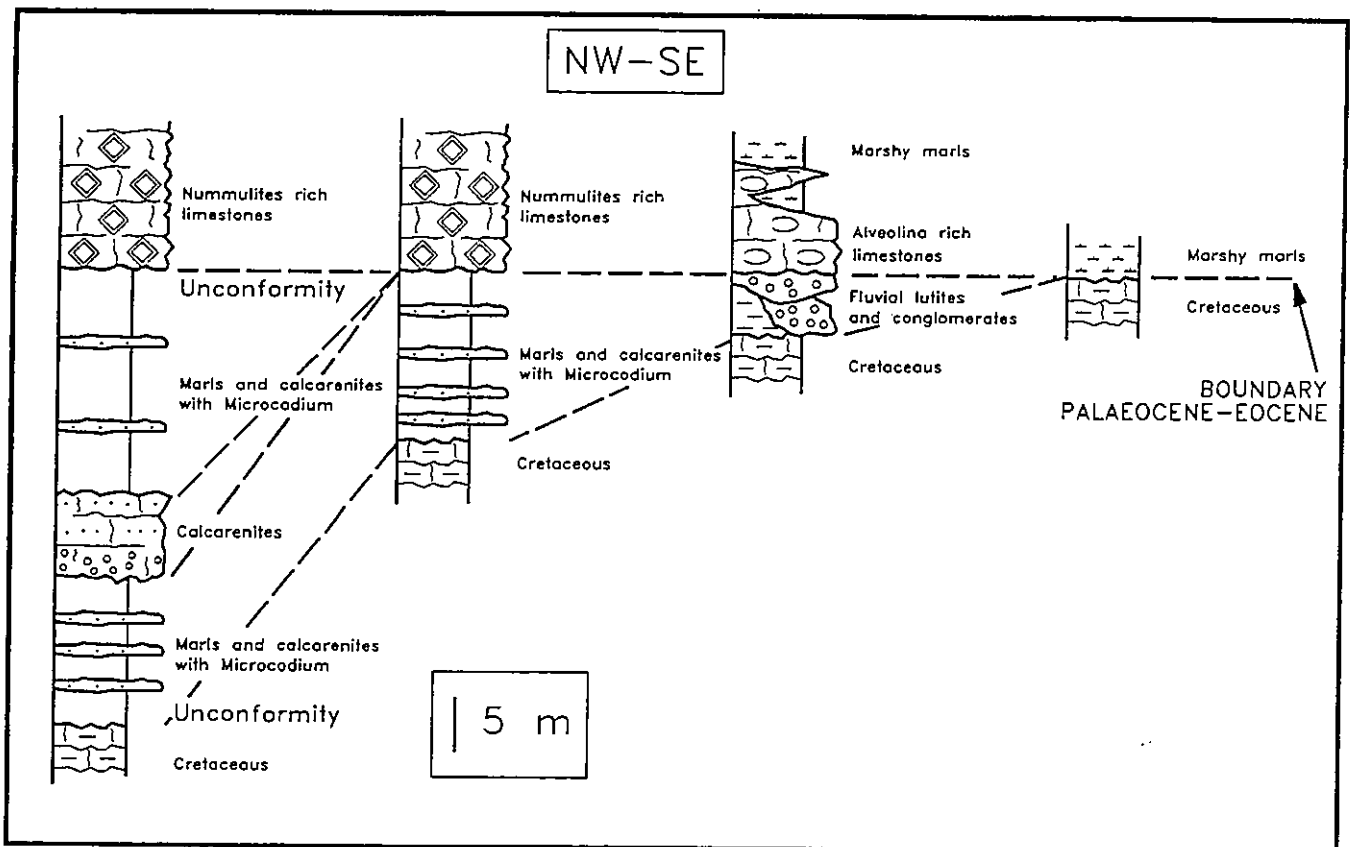 NW-SE
Nummulites rich
limestones
Unconformity
Marls and calcarenites
with Microcadium
Calcarenites
Marls and calcarenites
with Microcodium
Unconformity
Cretaceous
Nummulites rich
limestones
Marls and calcarenites
with Microcodium
Cretaceous
5 m
Marshy marls
Alveolina rich
limestones
Fluvial lutites
and conglomerates
Cretaceous
Marshy marls
Cretaceous
BOUNDARY
PALAEOCENE-EOCENE